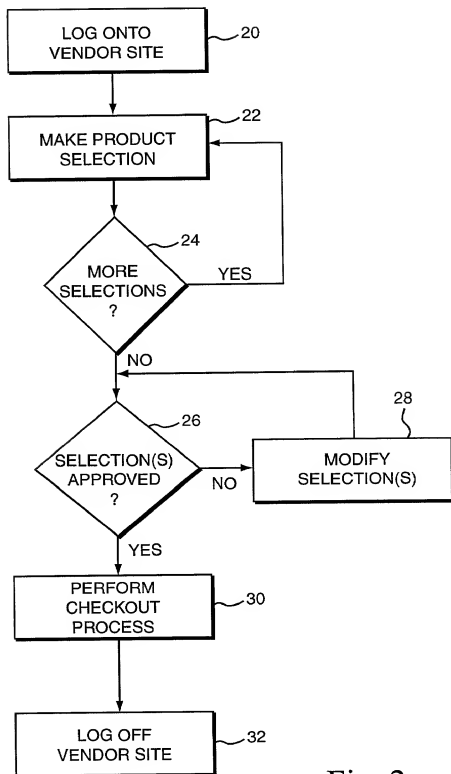 LOG ONTO
VENDOR SITE
20
22
MAKE PRODUCT
SELECTION
24
MORE
SELECTIONS
?
YES
NO
26
28
SELECTION(S)
APPROVED
?
NO
MODIFY
SELECTION(S)
YES
PERFORM
CHECKOUT
PROCESS
30
LOG OFF
VENDOR SITE
32